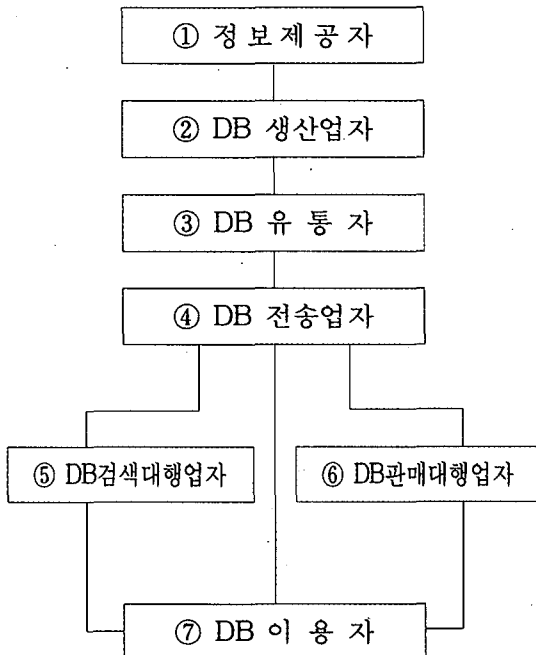 ① 정보제공자
② DB 생산업자
③ DB 유통자
④ DB 전송업자
⑤ DB검색대행업자
⑥ DB판매대행업자
⑦ DB 이용자